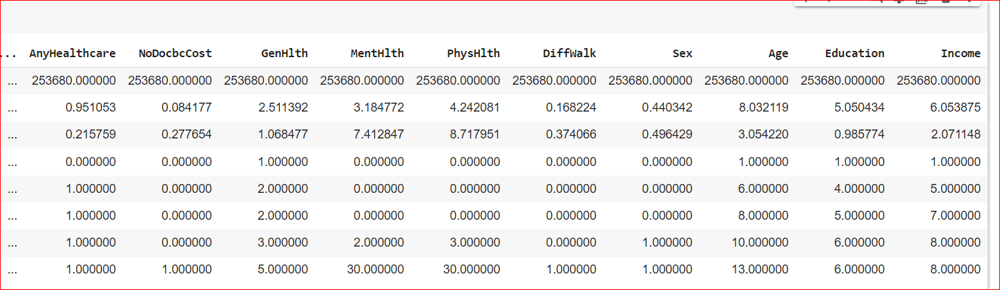 ... AnyHealthcare NoDocbcCost GenHlth MentHlth PhysHlth DiffWalk Sex Age Education Income
... 253680.000000 253680.000000 253680.000000 253680.000000 253680.000000 253680.000000 253680.000000 253680.000000 253680.000000 253680.000000
... 0.951053 0.084177 2.511392 3.184772 4.242081 0.168224 0.440342 8.032119 5.050434 6.053875
... 0.215759 0.277654 1.068477 7.412847 8.717951 0.374066 0.496429 3.054220 0.985774 2.071148
... 0.000000 0.000000 1.000000 0.000000 0.000000 0.000000 0.000000 1.000000 1.000000 1.000000
... 1.000000 0.000000 2.000000 0.000000 0.000000 0.000000 0.000000 6.000000 4.000000 5.000000
... 1.000000 0.000000 2.000000 0.000000 0.000000 0.000000 0.000000 8.000000 5.000000 7.000000
... 1.000000 0.000000 3.000000 2.000000 3.000000 0.000000 1.000000 10.000000 6.000000 8.000000
... 1.000000 1.000000 5.000000 30.000000 30.000000 1.000000 1.000000 13.000000 6.000000 8.000000